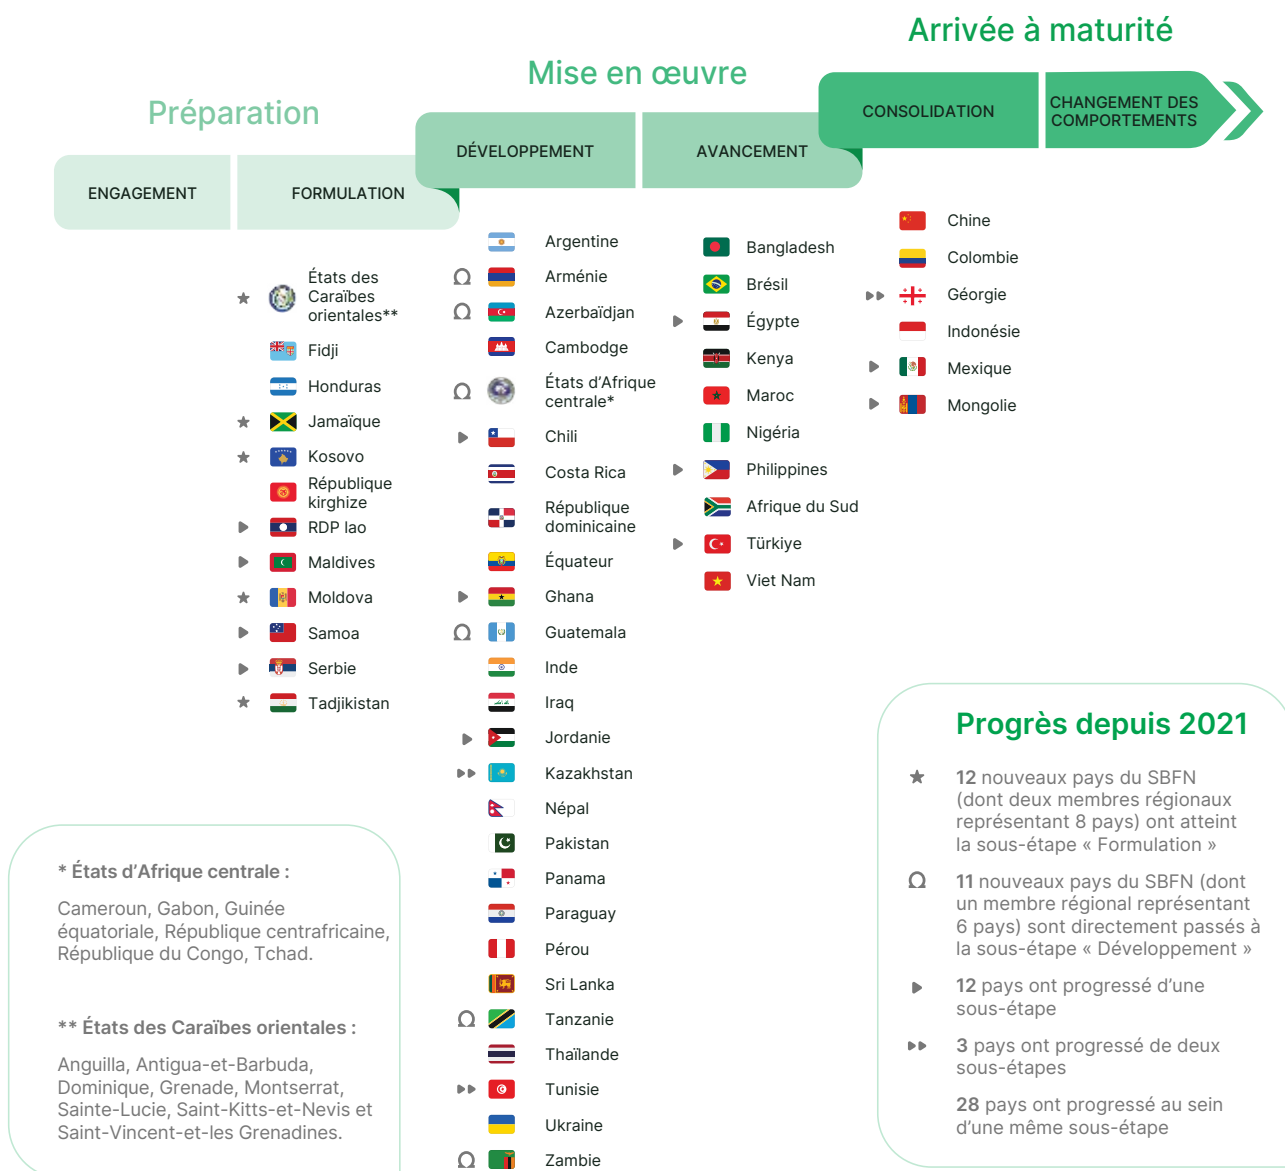 Arrivée à maturité
Mise en œuvre
Préparation
CONSOLIDATION
CHANGEMENT DES
COMPORTEMENTS
DÉVELOPPEMENT
AVANCEMENT
ENGAGEMENT
FORMULATION
États des
Caraïbes
orientales**
Fidji
Honduras
Jamaïque
Kosovo
République
kirghize
RDP lao
Maldives
Moldova
Samoa
Serbie
Tadjikistan
Argentine
Arménie
Azerbaïdjan
Cambodge
États d’Afrique
centrale*
Chili
Costa Rica
République
dominicaine
Équateur
Ghana
Guatemala
Inde
Iraq
Jordanie
Kazakhstan
Népal
Pakistan
Panama
Paraguay
Pérou
Sri Lanka
Tanzanie
Thaïlande
Tunisie
Ukraine
Zambie
Bangladesh
Brésil
Égypte
Kenya
Maroc
Nigéria
Philippines
Afrique du Sud
Türkiye
Viet Nam
Chine
Colombie
Géorgie
Indonésie
Mexique
Mongolie
* États d’Afrique centrale :
Cameroun, Gabon, Guinée
équatoriale, République centrafricaine,
République du Congo, Tchad.
** États des Caraïbes orientales :
Anguilla, Antigua-et-Barbuda,
Dominique, Grenade, Montserrat,
Sainte-Lucie, Saint-Kitts-et-Nevis et
Saint-Vincent-et-les Grenadines.
Progrès depuis 2021
12 nouveaux pays du SBFN
(dont deux membres régionaux
représentant 8 pays) ont atteint
la sous-étape « Formulation »
Ω 11 nouveaux pays du SBFN (dont
un membre régional représentant
6 pays) sont directement passés à
la sous-étape « Développement »
12 pays ont progressé d’une
sous-étape
3 pays ont progressé de deux
sous-étapes
28 pays ont progressé au sein
d’une même sous-étape